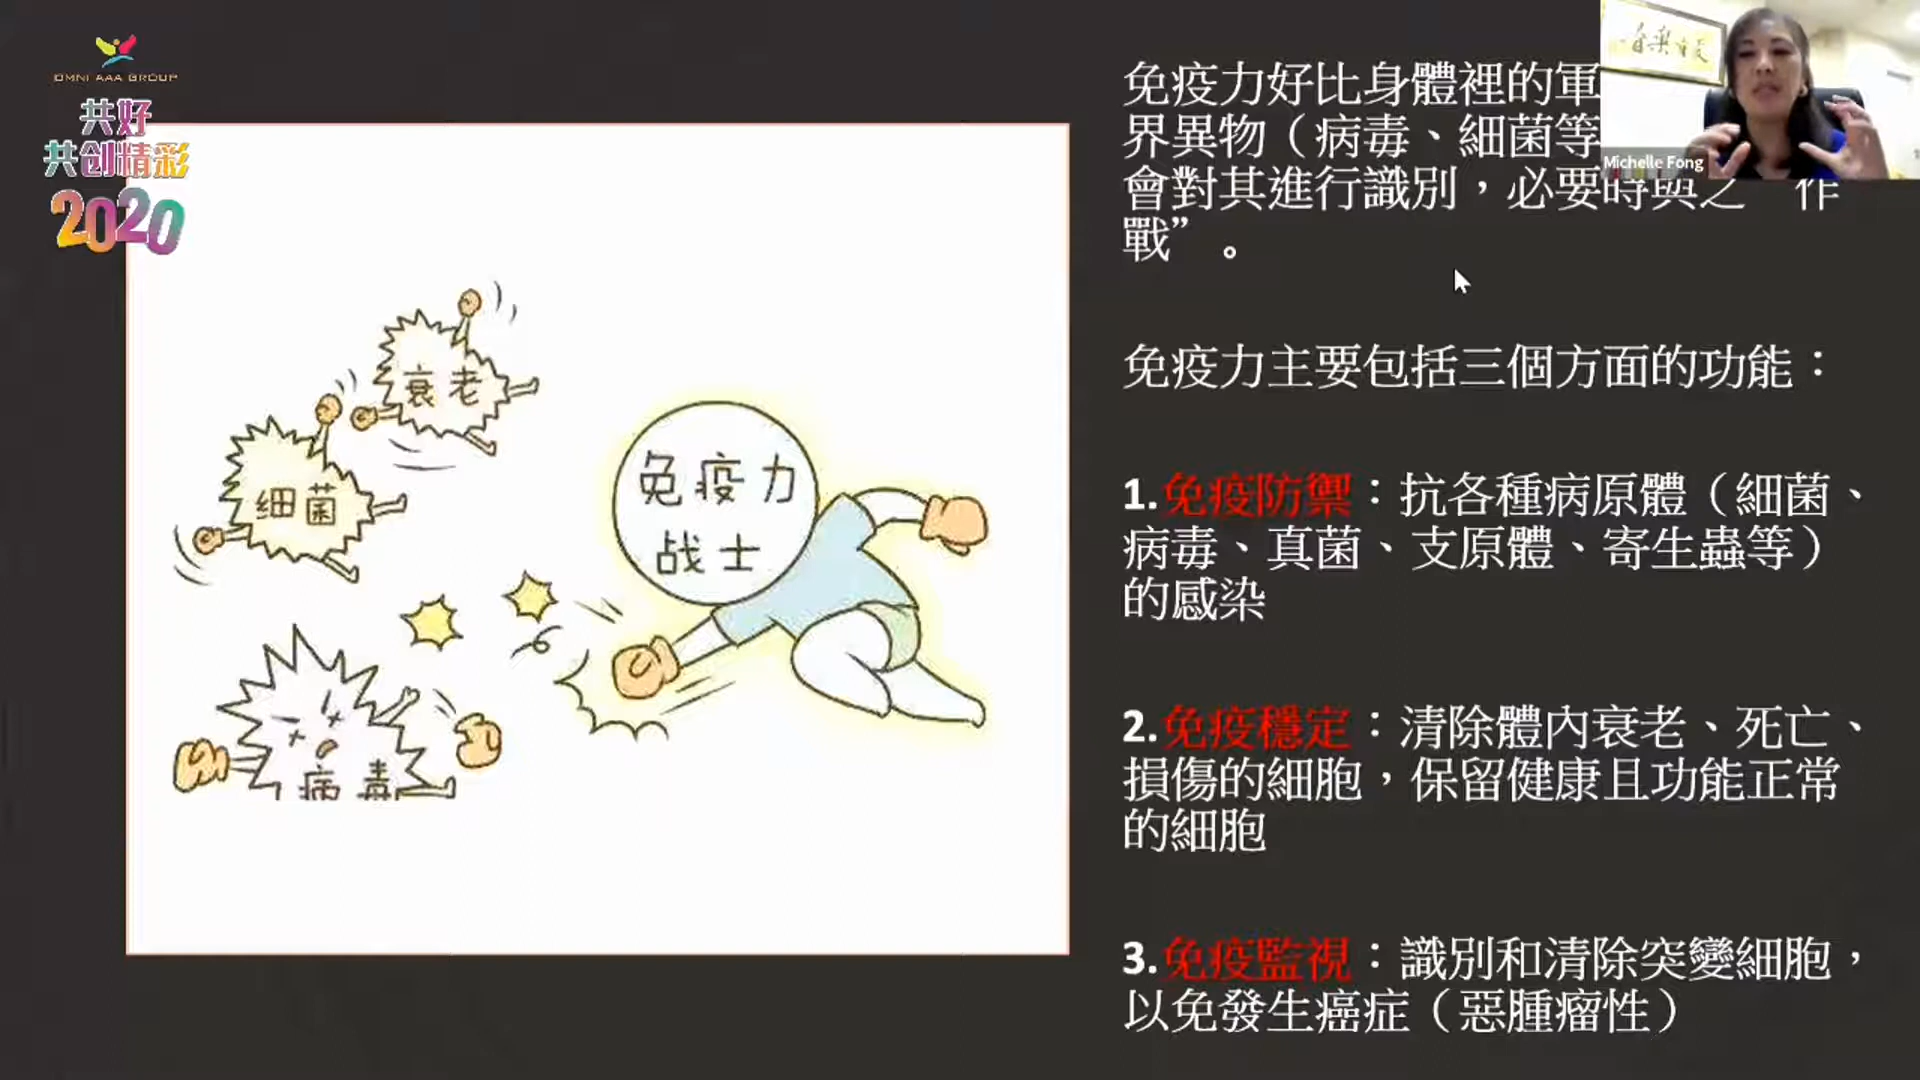 OMNI AAA GROUP
共好
共创精彩
2020
衰老
细菌
免疫力
战士
病毒
免疫力好比身體裡的軍
界異物（病毒、細菌等
會對其進行識別，必要時與之“作
戰”。
免疫力主要包括三個方面的功能：
1.免疫防禦：抗各種病原體（細菌、
病毒、真菌、支原體、寄生蟲等）
的感染
2.免疫穩定：清除體內衰老、死亡、
損傷的細胞，保留健康且功能正常
的細胞
3.免疫監視：識別和清除突變細胞，
以免發生癌症（惡腫瘤性）
Michelle Fong